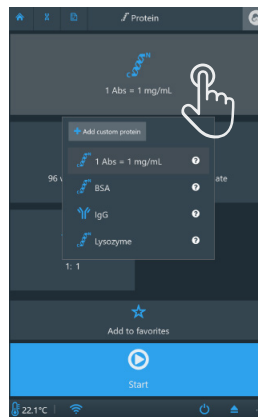 Protein
C N
1 Abs = 1 mg/mL
Add custom protein
1 Abs = 1 mg/mL ?
BSA ?
IgG ?
Lysozyme ?
96 ate
1: 1
Add to favorites
Start
22.1°C